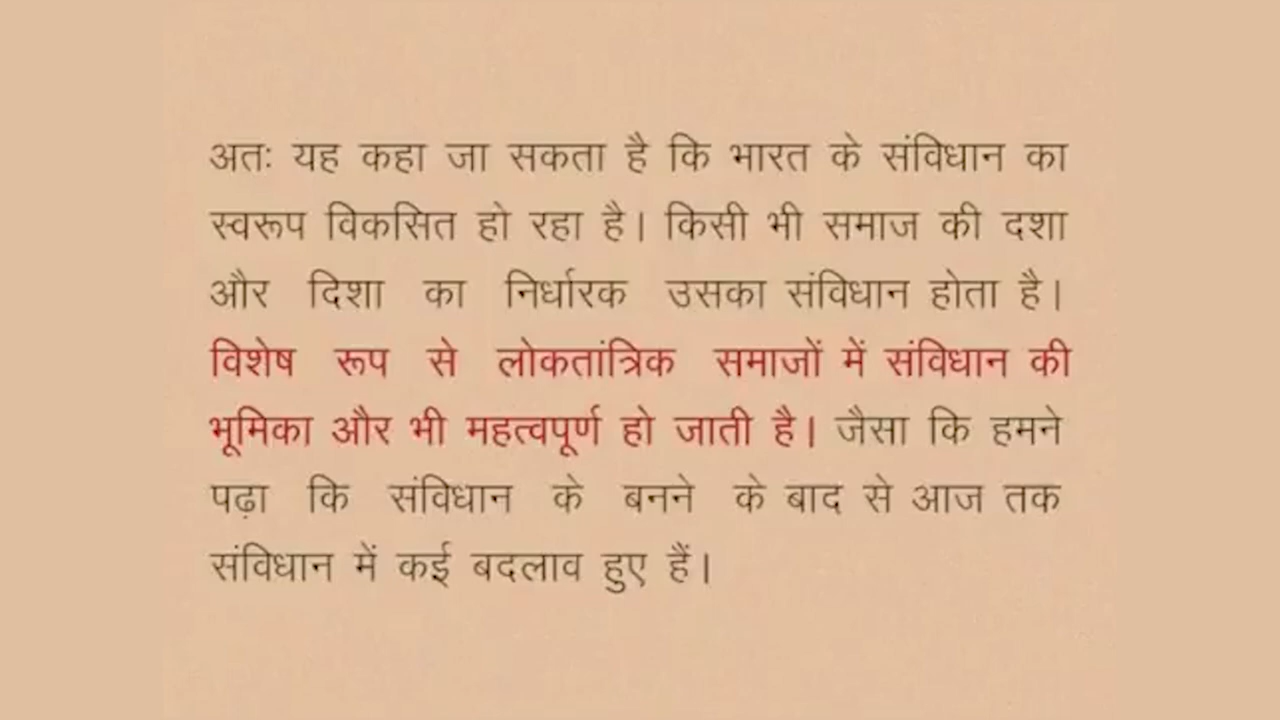 अतः यह कहा जा सकता है कि भारत के संविधान का
स्वरूप विकसित हो रहा है। किसी भी समाज की दशा
और दिशा का निर्धारक उसका संविधान होता है।
विशेष रूप से लोकतांत्रिक समाजों में संविधान की
भूमिका और भी महत्वपूर्ण हो जाती है। जैसा कि हमने
पढ़ा कि संविधान के बनने के बाद से आज तक
संविधान में कई बदलाव हुए हैं।